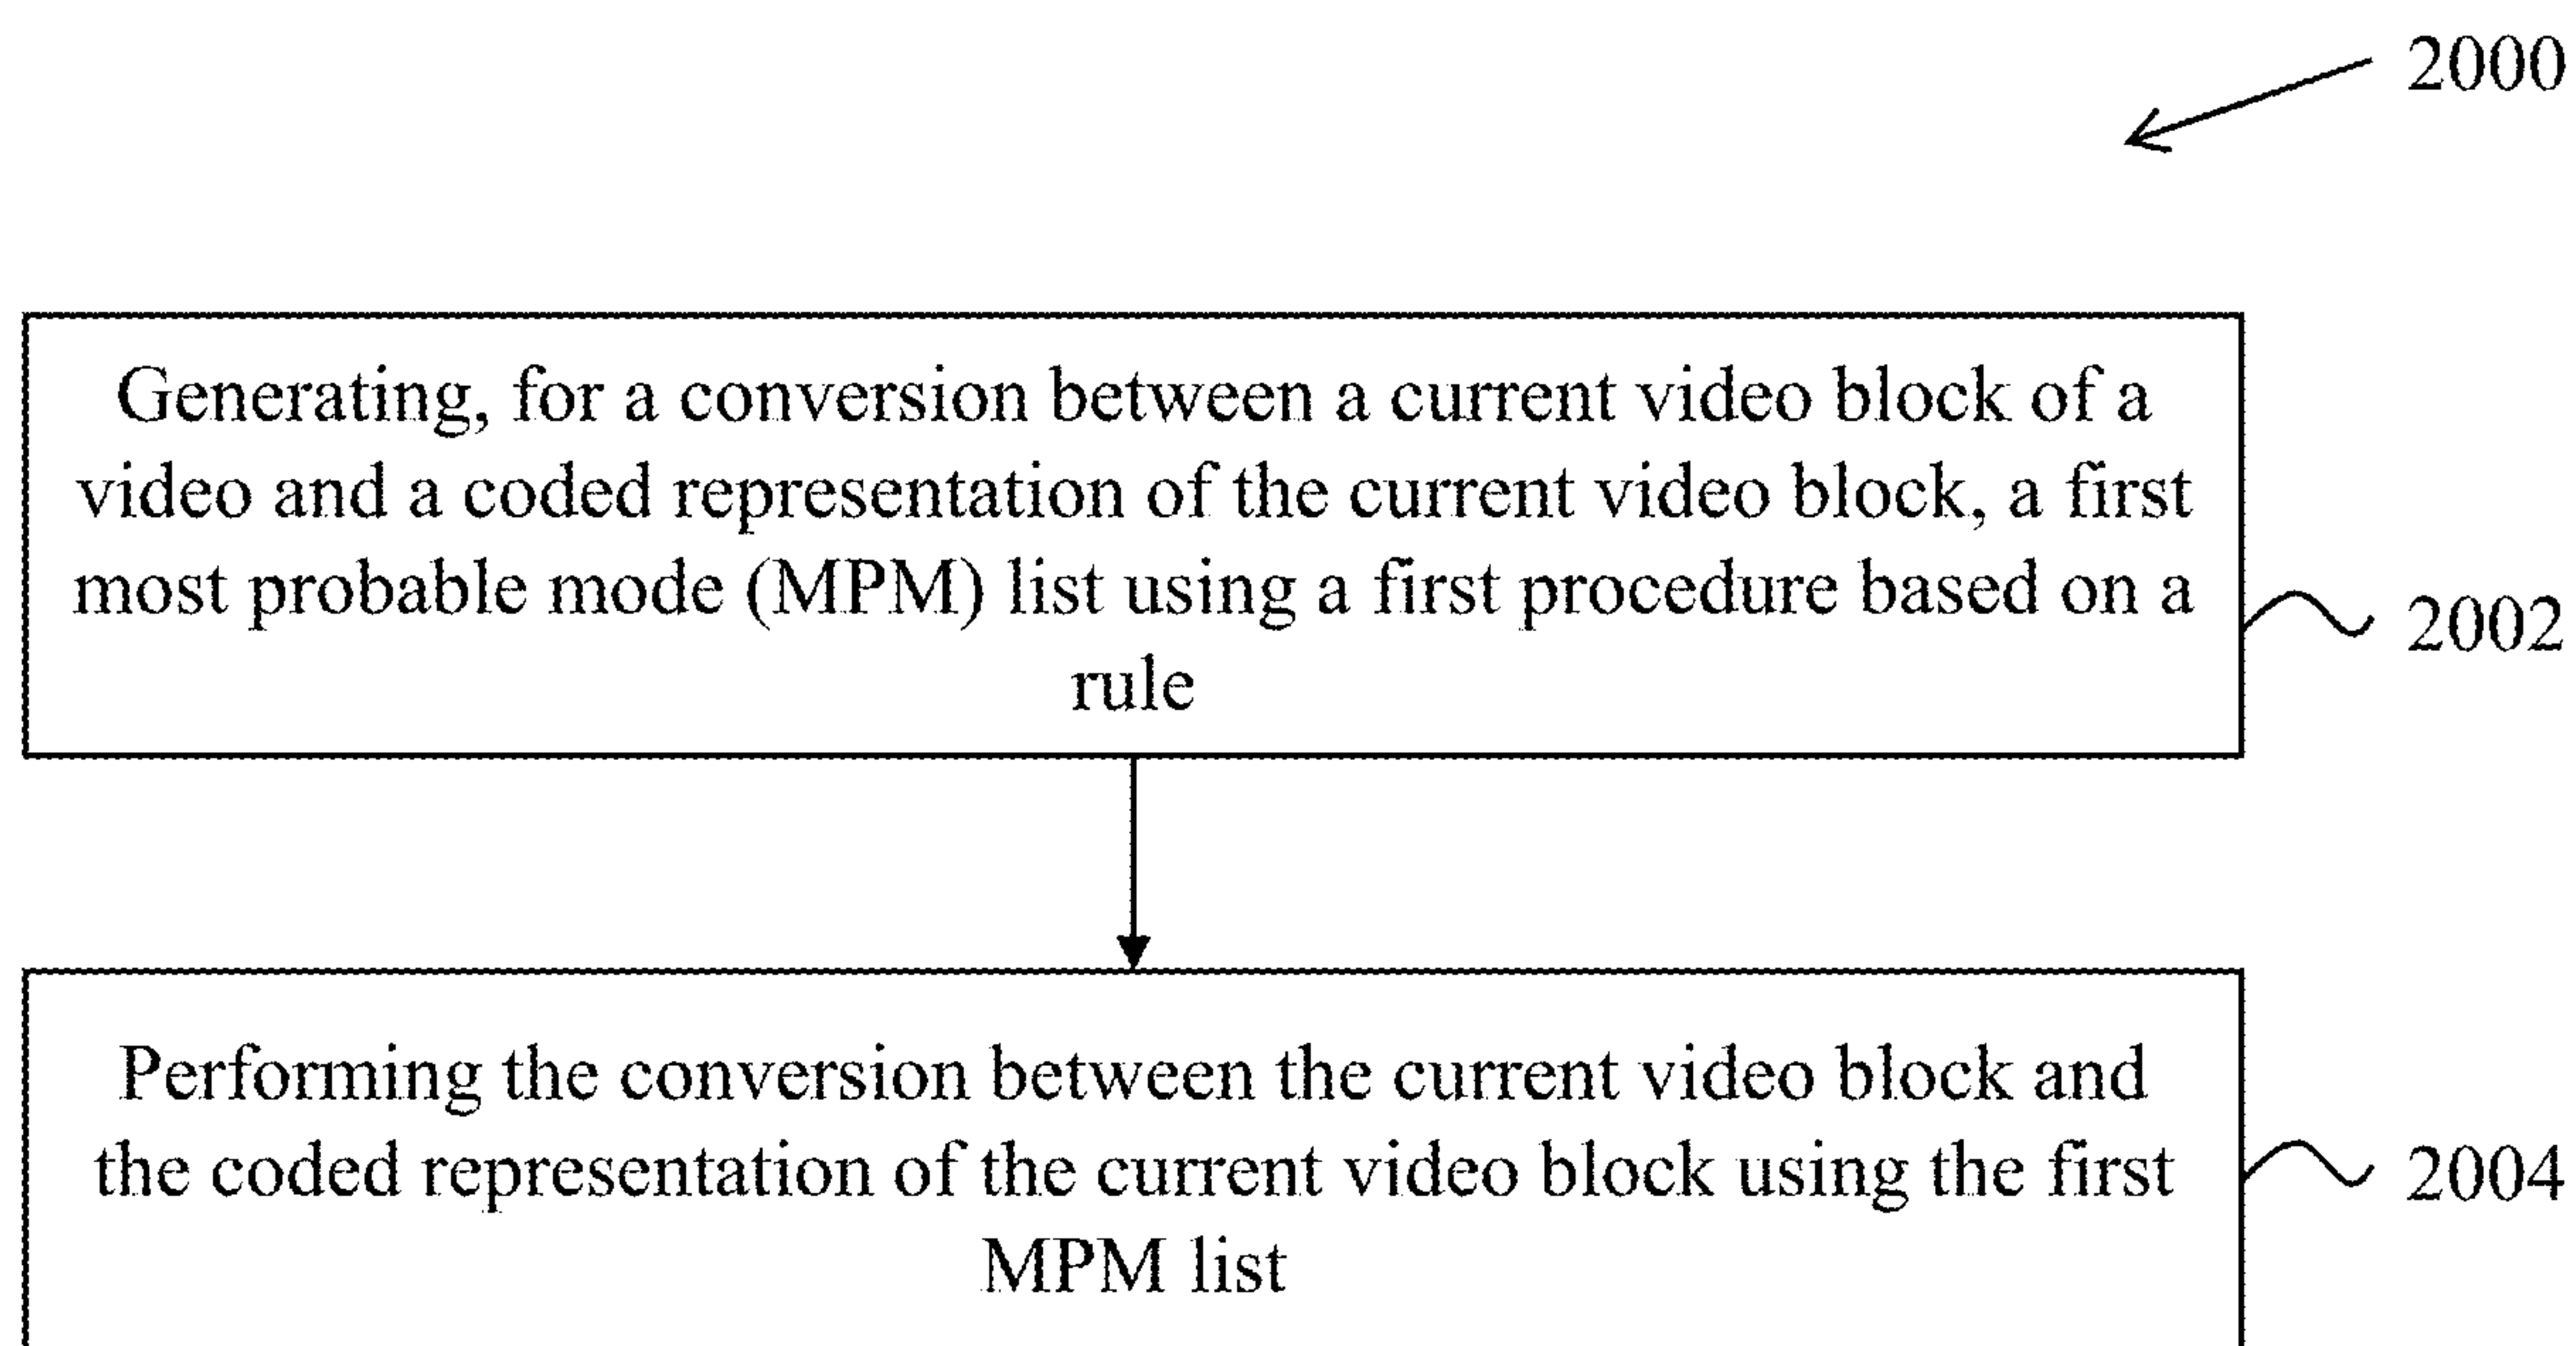 2000
Generating, for a conversion between a current video block of a
video and a coded representation of the current video block, a first
most probable mode (MPM) list using a first procedure based on a
rule
2002
Performing the conversion between the current video block and
the coded representation of the current video block using the first
MPM list
2004